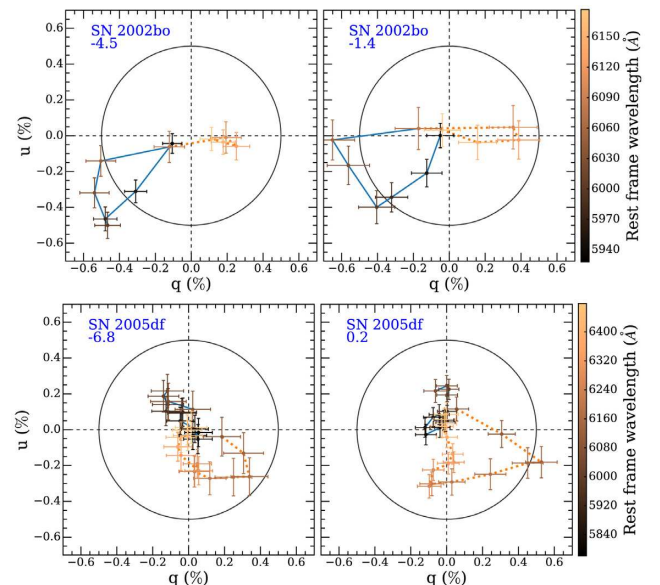 SN 2002bo
-4.5
0.6
0.4
0.2
0.0
−0.2
−0.4
−0.6
u (%)
−0.6 −0.4 −0.2 0.0 0.2 0.4 0.6
q (%)
SN 2002bo
-1.4
−0.6 −0.4 −0.2 0.0 0.2 0.4 0.6
q (%)
6150
6120
6090
6060
6030
6000
5970
5940
Rest frame wavelength (Å)
SN 2005df
-6.8
0.6
0.4
0.2
0.0
−0.2
−0.4
−0.6
u (%)
−0.6 −0.4 −0.2 0.0 0.2 0.4 0.6
q (%)
SN 2005df
0.2
−0.6 −0.4 −0.2 0.0 0.2 0.4 0.6
q (%)
6400
6320
6240
6160
6080
6000
5920
5840
Rest frame wavelength (Å)